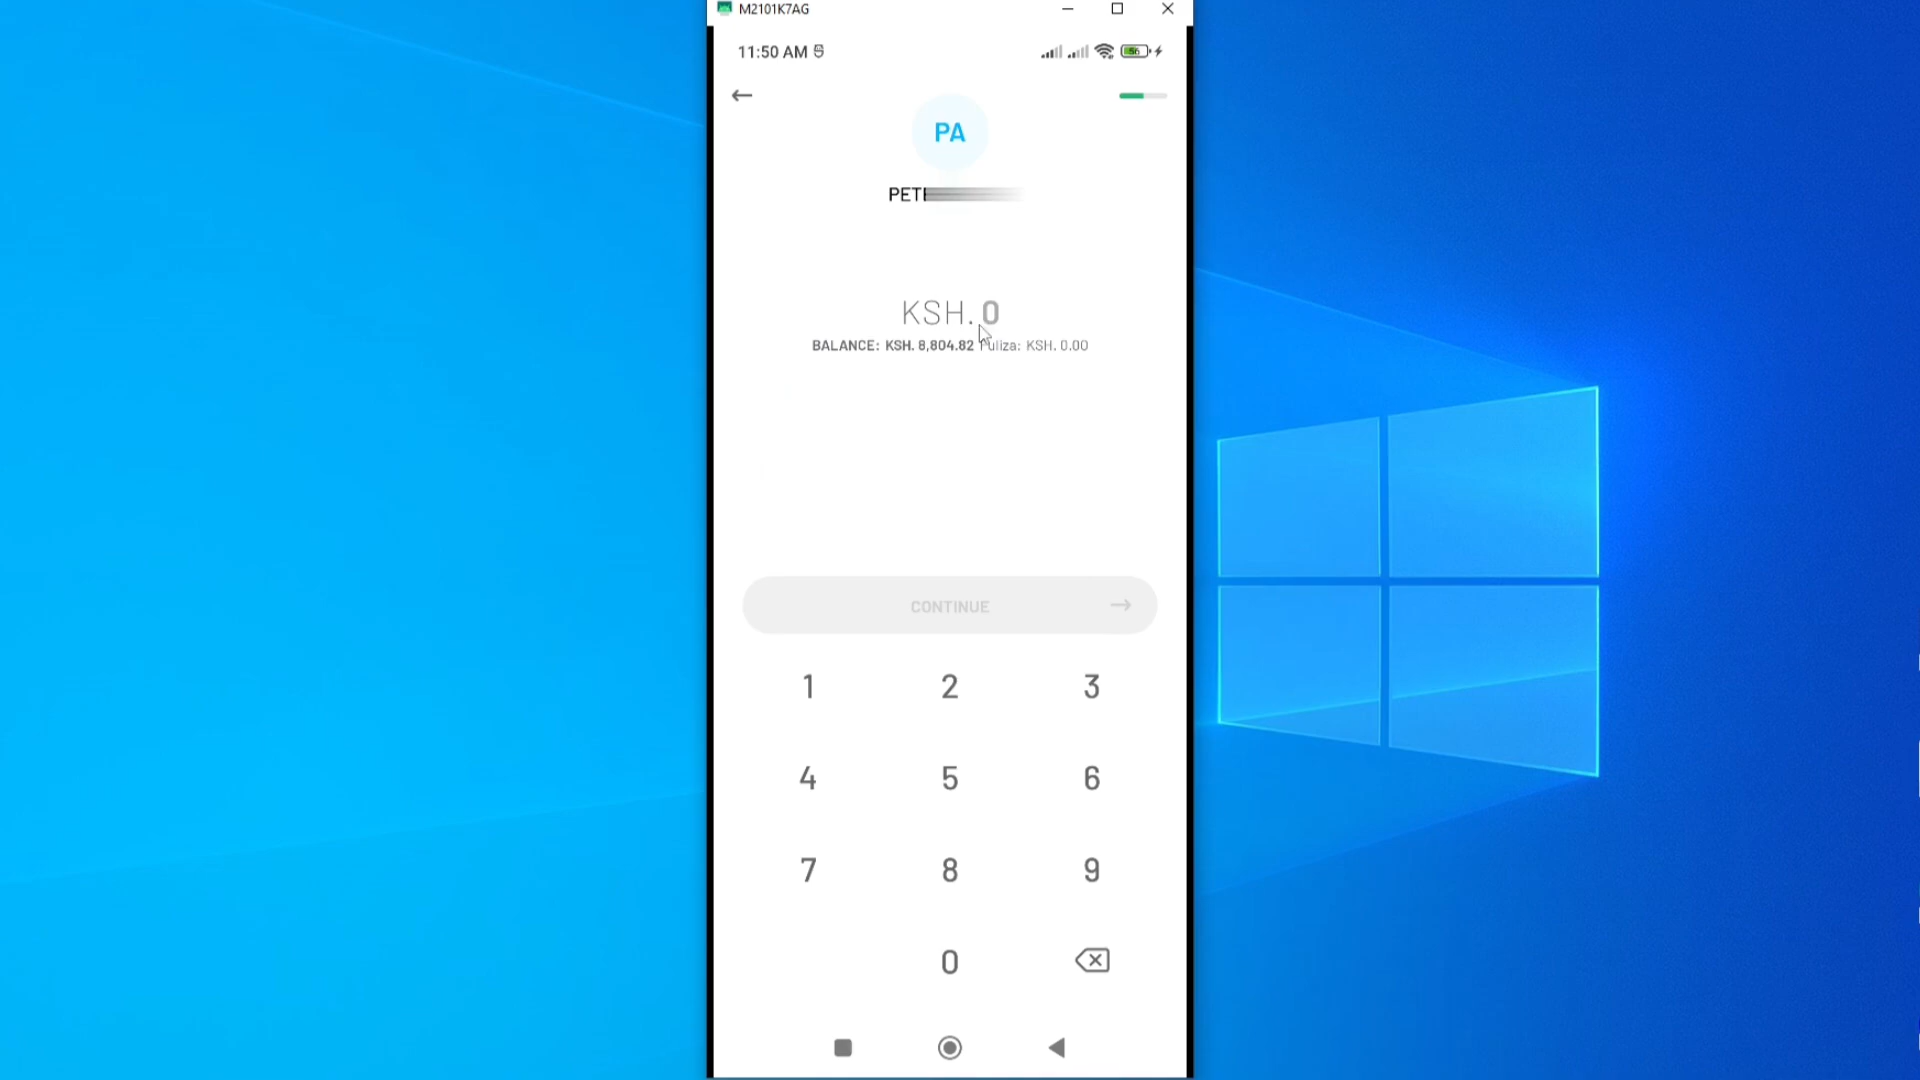 M2101K7AG
11:50 AM
56
PA
PET
KSH. 0
BALANCE: KSH. 8,804.82 Fuliza: KSH. 0.00
CONTINUE
1 2 3
4 5 6
7 8 9
0